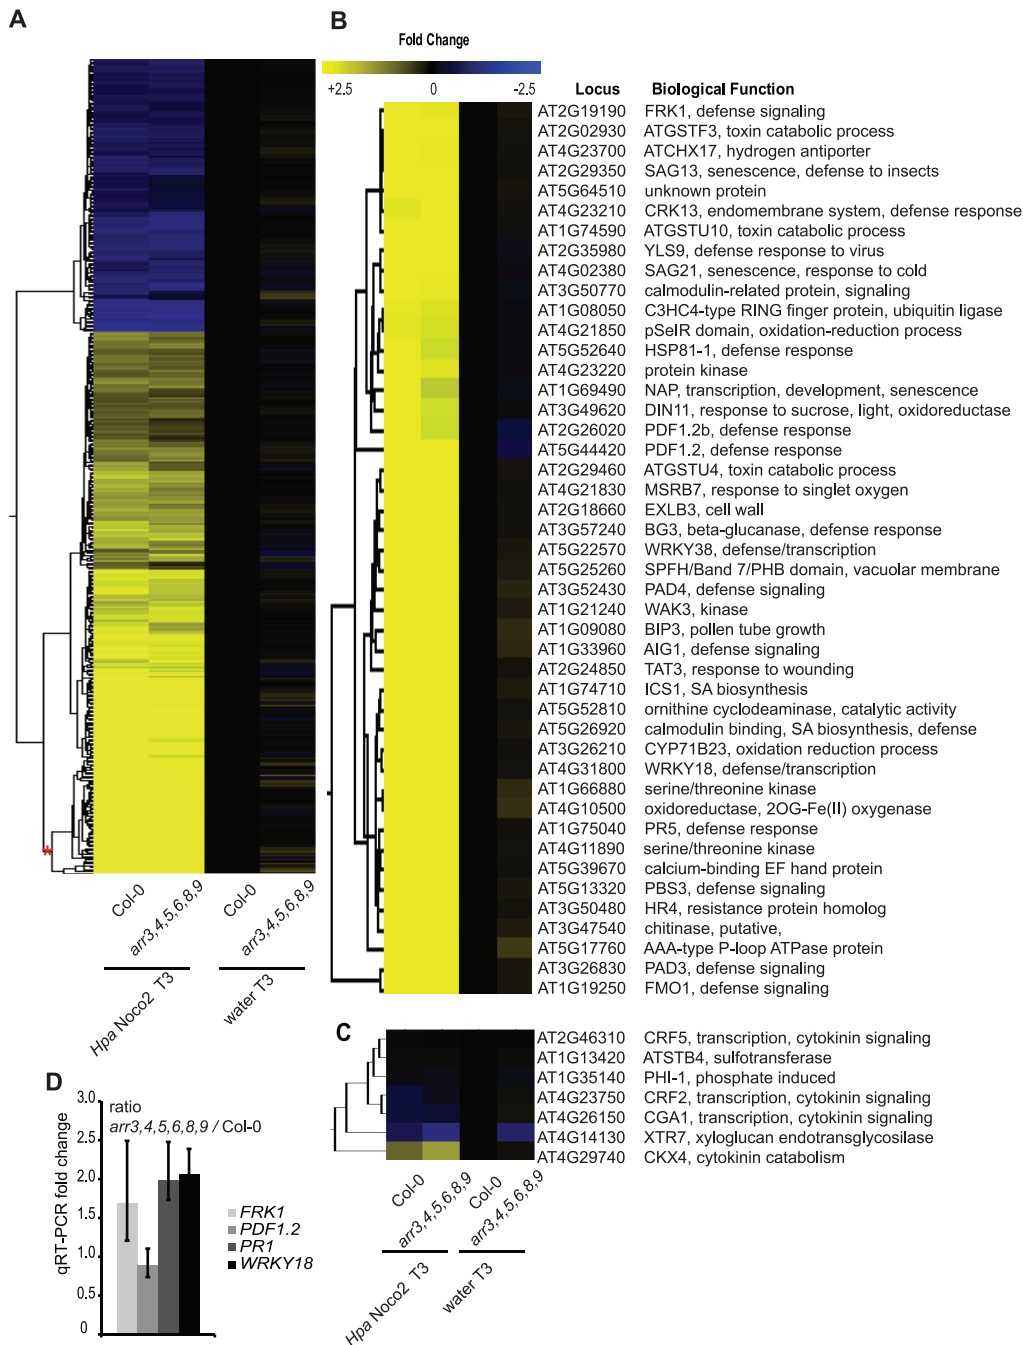 A
B
Fold Change
+2.5 0 -2.5
Locus Biological Function
AT2G19190 FRK1, defense signaling
AT2G02930 ATGSTF3, toxin catabolic process
AT4G23700 ATCHX17, hydrogen antiporter
AT2G29350 SAG13, senescence, defense to insects
AT5G64510 unknown protein
AT4G23210 CRK13, endomembrane system, defense response
AT1G74590 ATGSTU10, toxin catabolic process
AT2G35980 YLS9, defense response to virus
AT4G02380 SAG21, senescence, response to cold
AT3G50770 calmodulin-related protein, signaling
AT1G08050 C3HC4-type RING finger protein, ubiquitin ligase
AT4G21850 pSelR domain, oxidation-reduction process
AT5G52640 HSP81-1, defense response
AT4G23220 protein kinase
AT1G69490 NAP, transcription, development, senescence
AT3G49620 DIN11, response to sucrose, light, oxidoreductase
AT2G26020 PDF1.2b, defense response
AT5G44420 PDF1.2, defense response
AT2G29460 ATGSTU4, toxin catabolic process
AT4G21830 MSRB7, response to singlet oxygen
AT2G18660 EXLB3, cell wall
AT3G57240 BG3, beta-glucanase, defense response
AT5G22570 WRKY38, defense/transcription
AT5G25260 SPFH/Band 7/PHB domain, vacuolar membrane
AT3G52430 PAD4, defense signaling
AT1G21240 WAK3, kinase
AT1G09080 BIP3, pollen tube growth
AT1G33960 AIG1, defense signaling
AT2G24850 TAT3, response to wounding
AT1G74710 ICS1, SA biosynthesis
AT5G52810 ornithine cyclodeaminase, catalytic activity
AT5G26920 calmodulin binding, SA biosynthesis, defense
AT3G26210 CYP71B23, oxidation reduction process
AT4G31800 WRKY18, defense/transcription
AT1G66880 serine/threonine kinase
AT4G10500 oxidoreductase, 2OG-Fe(II) oxygenase
AT1G75040 PR5, defense response
AT4G11890 serine/threonine kinase
AT5G39670 calcium-binding EF hand protein
AT5G13320 PBS3, defense signaling
AT3G50480 HR4, resistance protein homolog
AT3G47540 chitinase, putative,
AT5G17760 AAA-type P-loop ATPase protein
AT3G26830 PAD3, defense signaling
AT1G19250 FMO1, defense signaling
*
Col-0
arr3,4,5,6,8,9
Col-0
arr3,4,5,6,8,9
Hpa Noco2 T3
water T3
C
AT2G46310 CRF5, transcription, cytokinin signaling
AT1G13420 ATSTB4, sulfotransferase
AT1G35140 PHI-1, phosphate induced
AT4G23750 CRF2, transcription, cytokinin signaling
AT4G26150 CGA1, transcription, cytokinin signaling
AT4G14130 XTR7, xyloglucan endotransglycosilase
AT4G29740 CKX4, cytokinin catabolism
Col-0
arr3,4,5,6,8,9
Col-0
arr3,4,5,6,8,9
Hpa Noco2 T3
water T3
D
ratio
arr3,4,5,6,8,9 / Col-0
qRT-PCR fold change
3.0
2.5
2.0
1.5
1.0
0.5
0
FRK1
PDF1.2
PR1
WRKY18